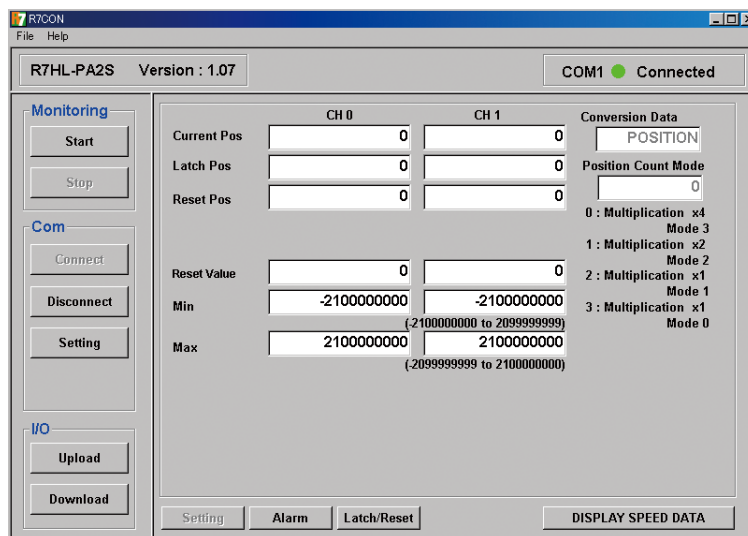 R7 R7CON
File Help
R7HL-PA2S Version : 1.07
COM1 Connected
Monitoring
Start
Stop
Com
Connect
Disconnect
Setting
I/O
Upload
Download
CH 0 CH 1
Current Pos 0 0
Latch Pos 0 0
Reset Pos 0 0
Reset Value 0 0
Min -2100000000 -2100000000
(-2100000000 to 2099999999)
Max 2100000000 2100000000
(-2099999999 to 2100000000)
Conversion Data
POSITION
Position Count Mode
0
0 : Multiplication x4
Mode 3
1 : Multiplication x2
Mode 2
2 : Multiplication x1
Mode 1
3 : Multiplication x1
Mode 0
Setting Alarm Latch/Reset DISPLAY SPEED DATA